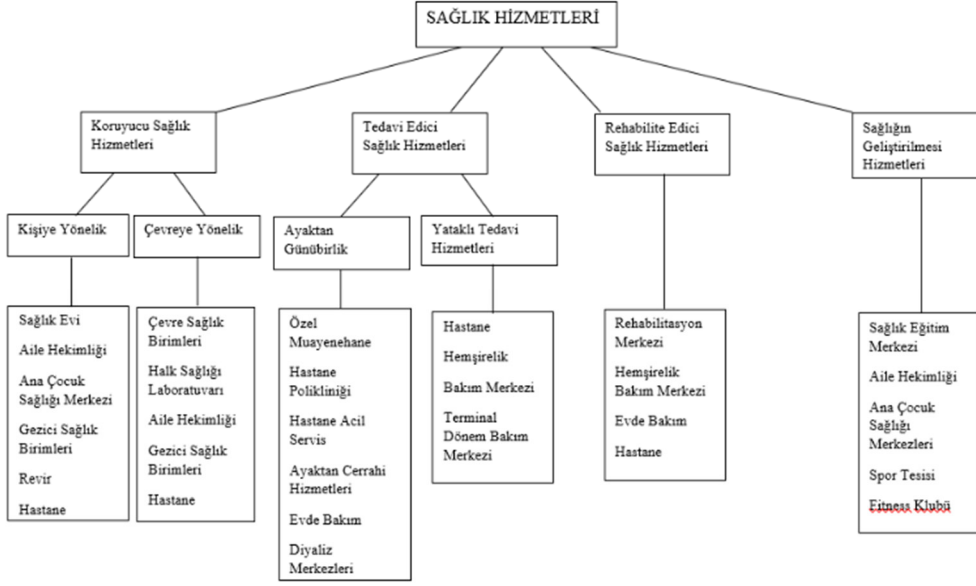 SAĞLIK HİZMETLERİ
Koruyucu Sağlık
Hizmetleri
Tedavi Edici
Sağlık Hizmetleri
Rehabilite Edici
Sağlık Hizmetleri
Sağlığın
Geliştirilmesi
Hizmetleri
Kişiye Yönelik
Çevreye Yönelik
Ayaktan
Günübirlik
Yataklı Tedavi
Hizmetleri
Sağlık Evi
Aile Hekimliği
Ana Çocuk
Sağlığı Merkezi
Gezici Sağlık
Birimleri
Revir
Hastane
Çevre Sağlık
Birimleri
Halk Sağlığı
Laboratuvarı
Aile Hekimliği
Gezici Sağlık
Birimleri
Hastane
Özel
Muayenehane
Hastane
Polikliniği
Hastane Acil
Servis
Ayaktan Cerrahi
Hizmetleri
Evde Bakım
Diyaliz
Merkezleri
Hastane
Hemşirelik
Bakım Merkezi
Terminal
Dönem Bakım
Merkezi
Rehabilitasyon
Merkezi
Hemşirelik
Bakım Merkezi
Evde Bakım
Hastane
Sağlık Eğitim
Merkezi
Aile Hekimliği
Ana Çocuk
Sağlığı
Merkezleri
Spor Tesisi
Fitness Klubü